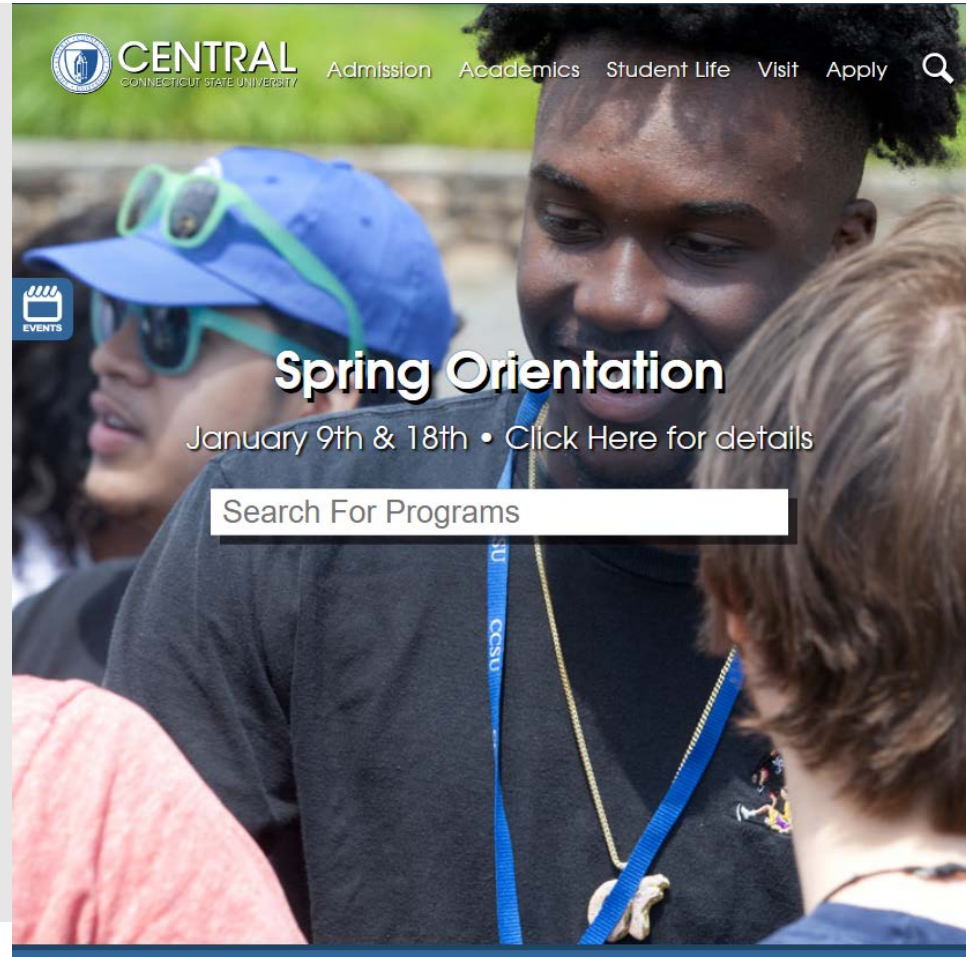 CENTRAL
CONNECTICUT STATE UNIVERSITY
Admission Academics Student Life Visit Apply
EVENTS
Spring Orientation
January 9th & 18th • Click Here for details
Search For Programs
SU
CCSU